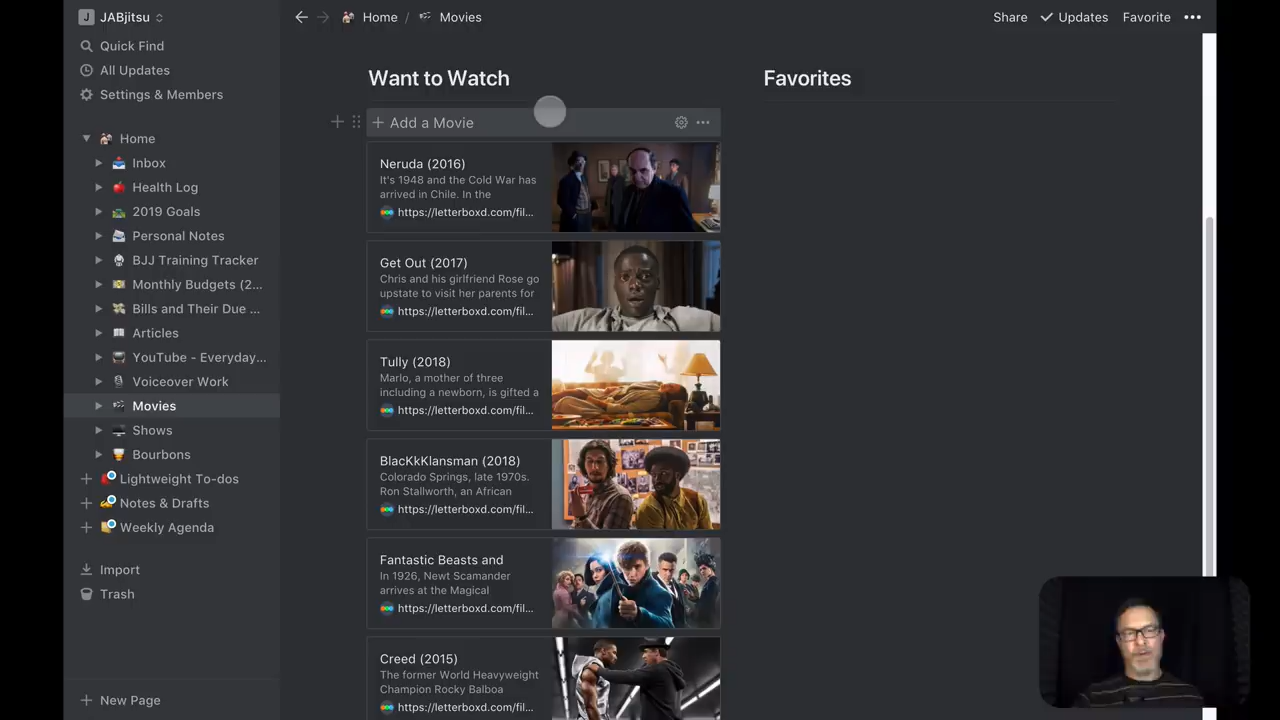 J JABjitsu
Home / Movies
Share Updates Favorite
Quick Find
All Updates
Settings & Members
Home
Inbox
Health Log
2019 Goals
Personal Notes
BJJ Training Tracker
Monthly Budgets (2...
Bills and Their Due ...
Articles
YouTube - Everyday...
Voiceover Work
Movies
Shows
Bourbons
Lightweight To-dos
Notes & Drafts
Weekly Agenda
Import
Trash
New Page
Want to Watch
Add a Movie
Neruda (2016)
It's 1948 and the Cold War has
arrived in Chile. In the
https://letterboxd.com/fil...
Get Out (2017)
Chris and his girlfriend Rose go
upstate to visit her parents for
https://letterboxd.com/fil...
Tully (2018)
Marlo, a mother of three
including a newborn, is gifted a
https://letterboxd.com/fil...
BlacKkKlansman (2018)
Colorado Springs, late 1970s.
Ron Stallworth, an African
https://letterboxd.com/fil...
Fantastic Beasts and
In 1926, Newt Scamander
arrives at the Magical
https://letterboxd.com/fil...
Creed (2015)
The former World Heavyweight
Champion Rocky Balboa
https://letterboxd.com/fil...
Favorites